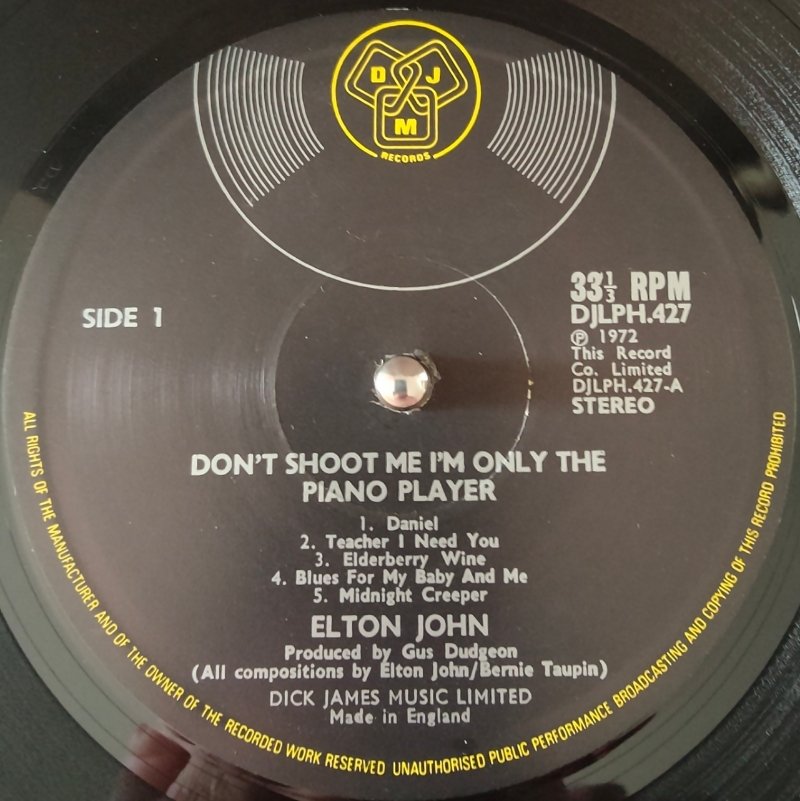 D J
M
RECORDS
SIDE 1
33⅓ RPM
DJLPH.427
℗ 1972
This Record
Co. Limited
DJLPH.427-A
STEREO
DON'T SHOOT ME I'M ONLY THE
PIANO PLAYER
1. Daniel
2. Teacher I Need You
3. Elderberry Wine
4. Blues For My Baby And Me
5. Midnight Creeper
ELTON JOHN
Produced by Gus Dudgeon
(All compositions by Elton John/Bernie Taupin)
DICK JAMES MUSIC LIMITED
Made in England
ALL RIGHTS OF THE MANUFACTURER AND OF THE OWNER OF THE RECORDED WORK RESERVED UNAUTHORISED PUBLIC PERFORMANCE BROADCASTING AND COPYING OF THIS RECORD PROHIBITED